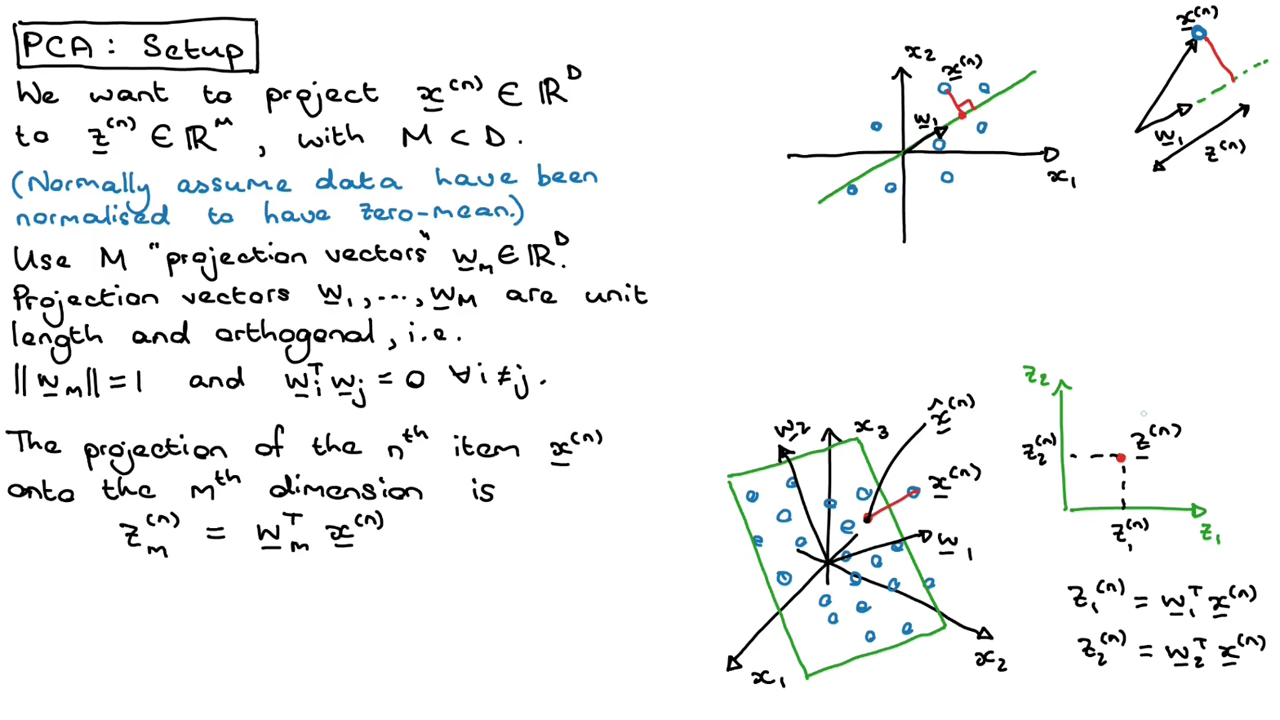 PCA: Setup
We want to project x^(n) ∈ ℝ^D
to z^(n) ∈ ℝ^M, with M < D.
(Normally assume data have been
normalised to have zero-mean.)
Use M "projection vectors" w_m ∈ ℝ^D.
Projection vectors w_1,...,w_M are unit
length and orthogonal, i.e.
||w_m|| = 1 and w_i^T w_j = 0 ∀ i ≠ j.
The projection of the n^th item x^(n)
onto the m^th dimension is
z_m^(n) = w_m^T x^(n)
x_2
x^(n)
w_1
x_1
x^(n)
w_1
z^(n)
w_2
x_3
x̂^(n)
x^(n)
w_1
x_1
x_2
z_2
z_2^(n)
z^(n)
z_1^(n)
z_1
z_1^(n) = w_1^T x^(n)
z_2^(n) = w_2^T x^(n)